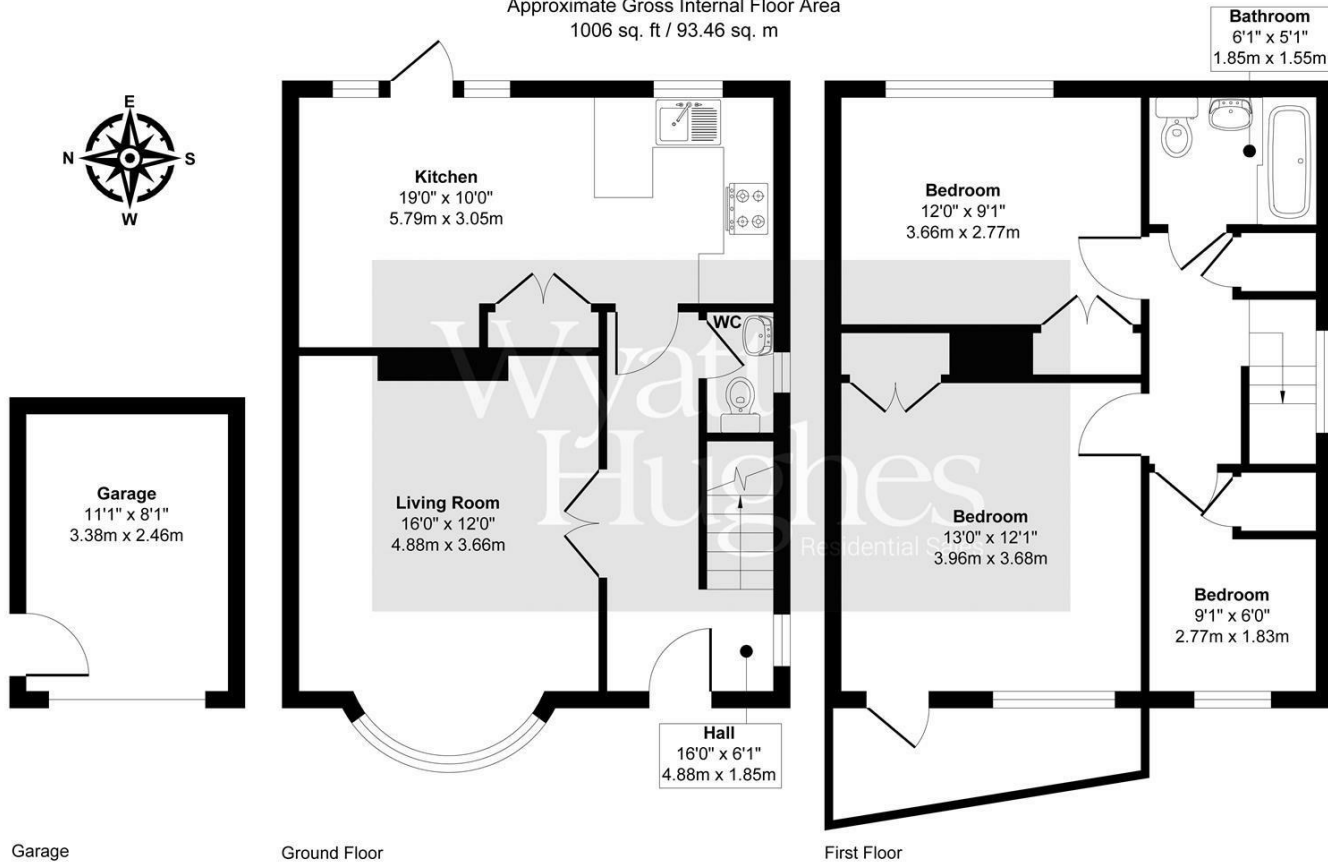 Approximate Gross Internal Floor Area
1006 sq. ft / 93.46 sq. m
E
N
S
W
Kitchen
19'0" x 10'0"
5.79m x 3.05m
WC
Living Room
16'0" x 12'0"
4.88m x 3.66m
Hall
16'0" x 6'1"
4.88m x 1.85m
Garage
11'1" x 8'1"
3.38m x 2.46m
Bathroom
6'1" x 5'1"
1.85m x 1.55m
Bedroom
12'0" x 9'1"
3.66m x 2.77m
Bedroom
13'0" x 12'1"
3.96m x 3.68m
Bedroom
9'1" x 6'0"
2.77m x 1.83m
Wyatt
Hughes
Residential Sales
Garage
Ground Floor
First Floor